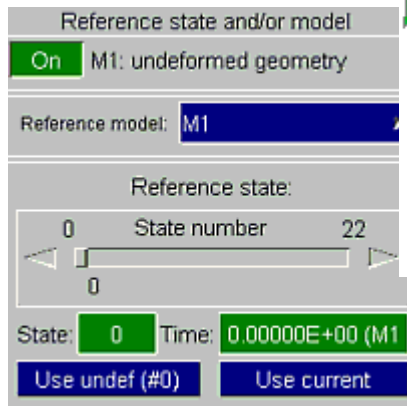 Reference state and/or model
On M1: undeformed geometry
Reference model: M1
Reference state:
0 State number 22
0
State: 0 Time: 0.00000E+00 (M1
Use undef (#0) Use current